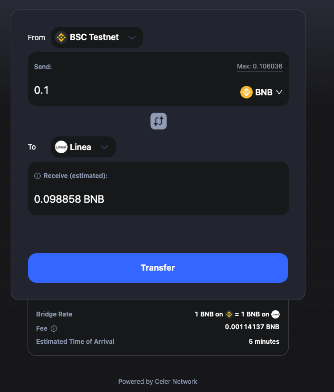 From BSC Testnet
Send: Max: 0.106036
0.1 BNB
To Linea
Receive (estimated):
0.098858 BNB
Transfer
Bridge Rate 1 BNB on = 1 BNB on
Fee 0.00114137 BNB
Estimated Time of Arrival 5 minutes
Powered by Celer Network